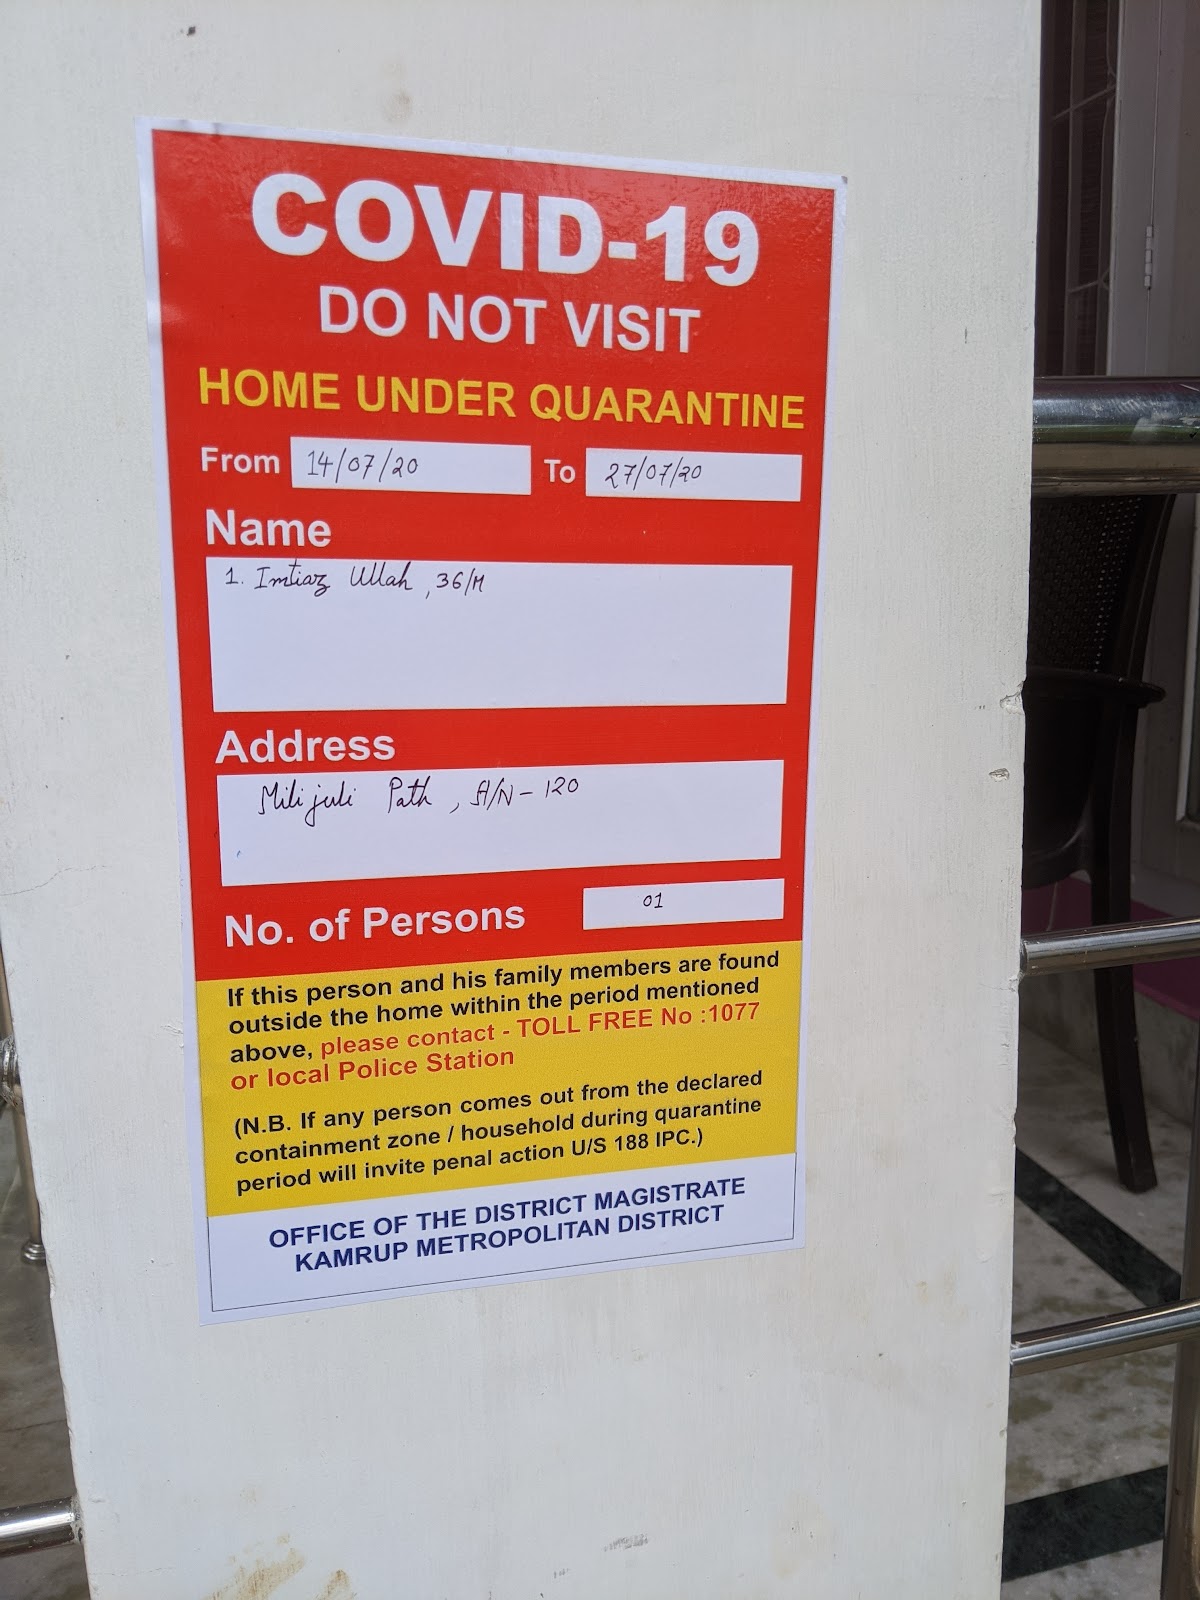 COVID-19
DO NOT VISIT
HOME UNDER QUARANTINE
From 14/07/20 To 27/07/20
Name
1. Imtiaz Ullah, 36/M
Address
Milijuli Path, H/N-120
No. of Persons 01
If this person and his family members are found
outside the home within the period mentioned
above, please contact - TOLL FREE No :1077
or local Police Station
(N.B. If any person comes out from the declared
containment zone / household during quarantine
period will invite penal action U/S 188 IPC.)
OFFICE OF THE DISTRICT MAGISTRATE
KAMRUP METROPOLITAN DISTRICT